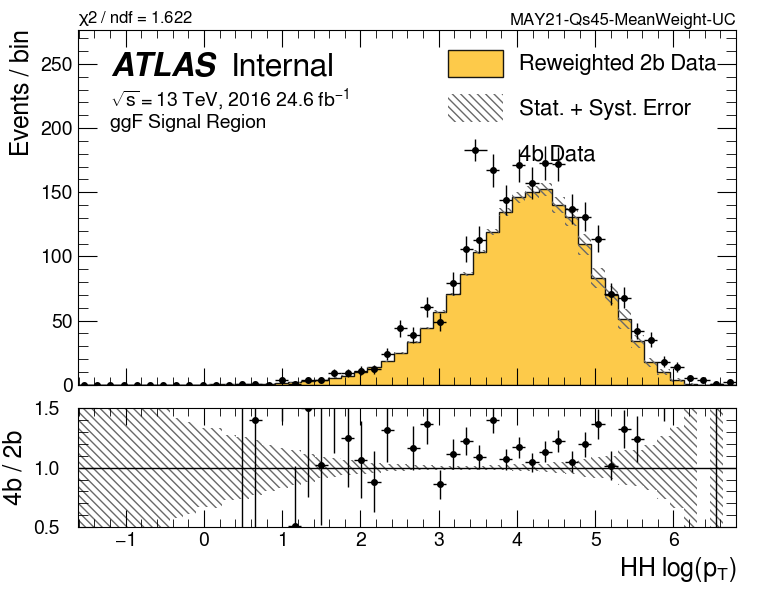 χ2 / ndf = 1.622
MAY21-Qs45-MeanWeight-UC
ATLAS Internal
√s = 13 TeV, 2016 24.6 fb−1
ggF Signal Region
Reweighted 2b Data
Stat. + Syst. Error
4b Data
Events / bin
250
200
150
100
50
0
4b / 2b
1.5
1.0
0.5
−1 0 1 2 3 4 5 6
HH log(pT)